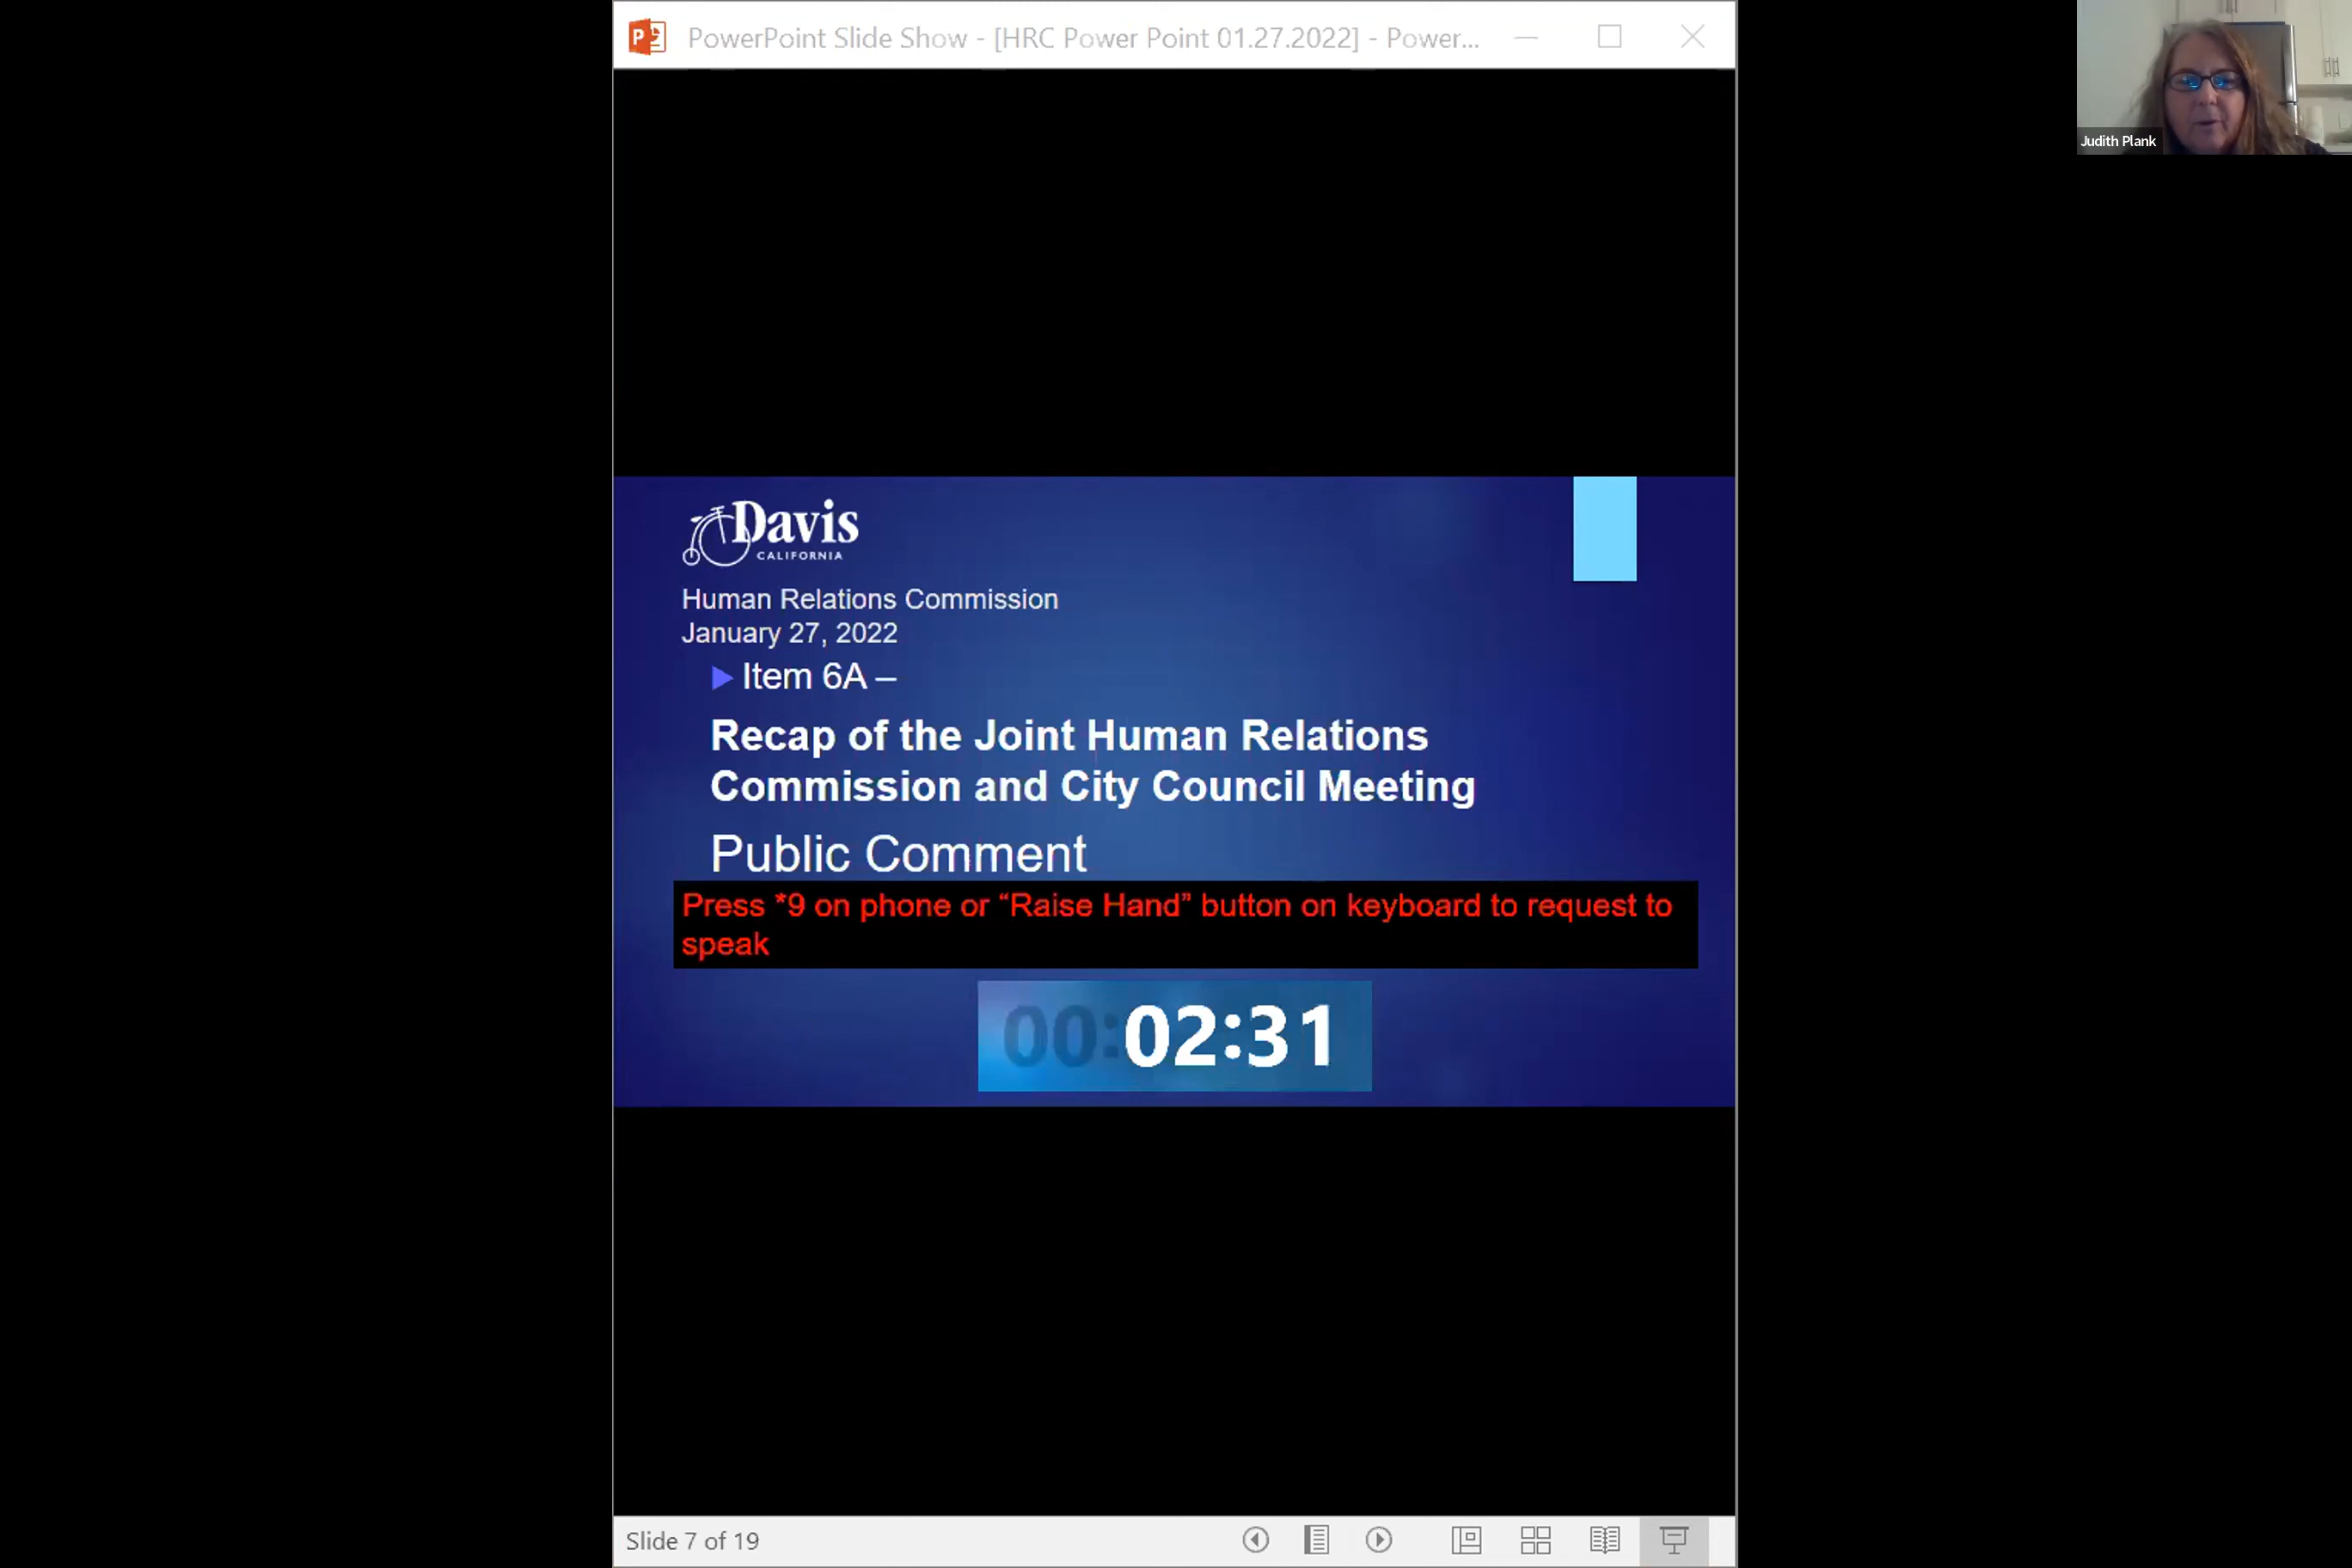 PowerPoint Slide Show - [HRC Power Point 01.27.2022] - Power...
Judith Plank
Davis
CALIFORNIA
Human Relations Commission
January 27, 2022
Item 6A –
Recap of the Joint Human Relations
Commission and City Council Meeting
Public Comment
Press *9 on phone or “Raise Hand” button on keyboard to request to
speak
00:02:31
Slide 7 of 19